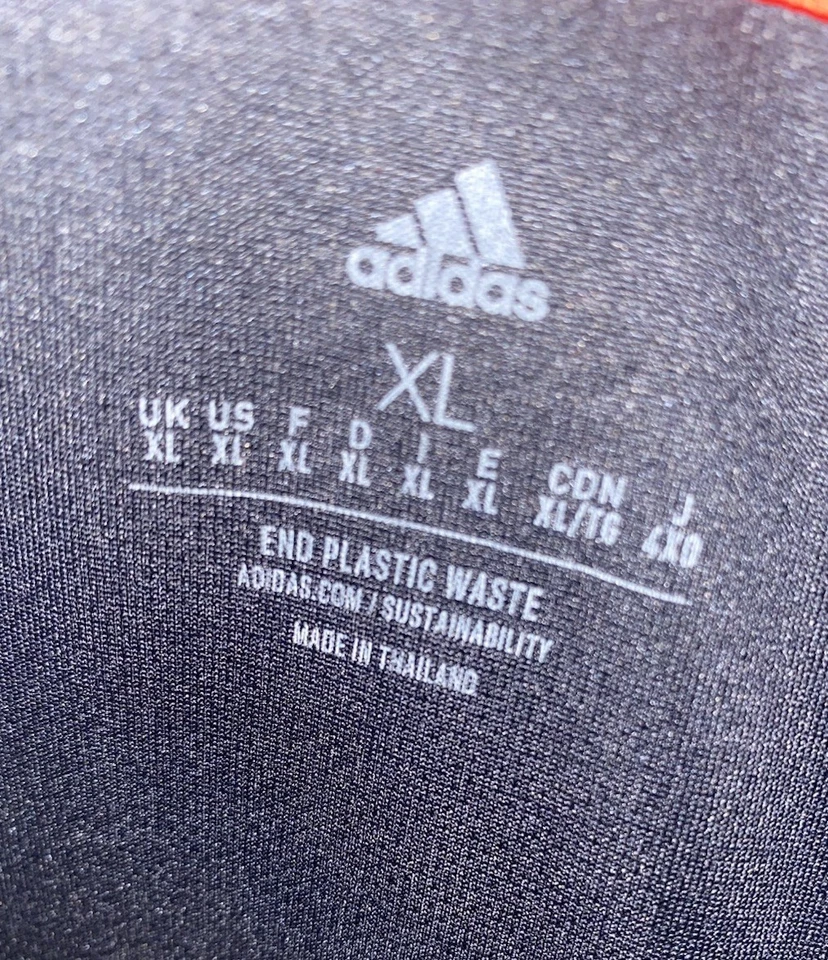 adidas
XL
UK US F D I E CDN J
XL XL XL XL XL XL XL/TG 4XO
END PLASTIC WASTE
ADIDAS.COM / SUSTAINABILITY
MADE IN THAILAND